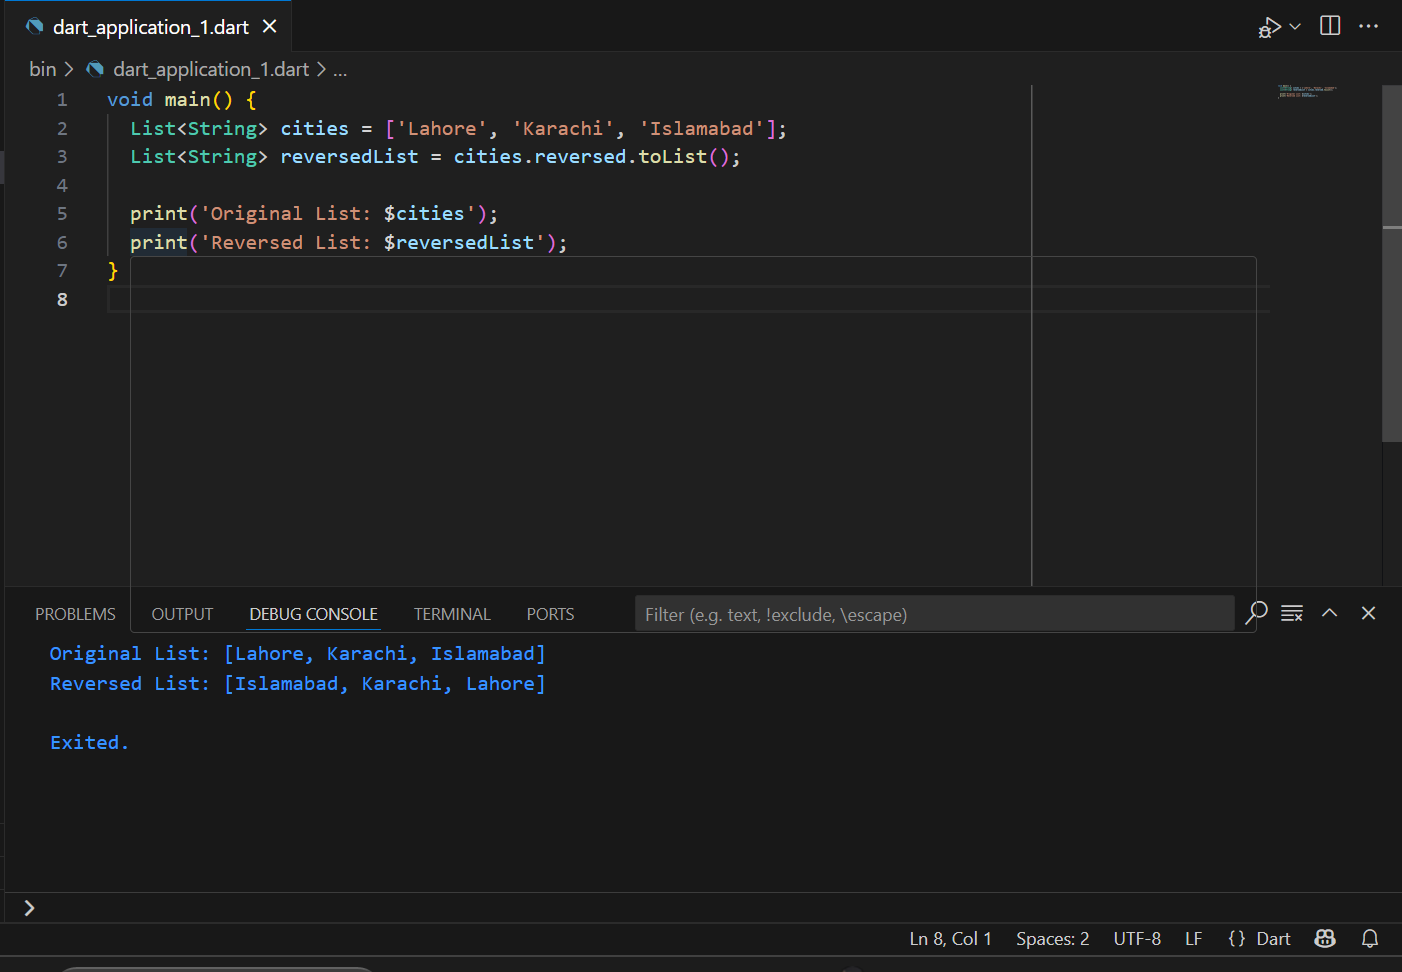 dart_application_1.dart
bin > dart_application_1.dart > ...
1 void main() {
2   List<String> cities = ['Lahore', 'Karachi', 'Islamabad'];
3   List<String> reversedList = cities.reversed.toList();
4
5   print('Original List: $cities');
6   print('Reversed List: $reversedList');
7 }
8
PROBLEMS OUTPUT DEBUG CONSOLE TERMINAL PORTS Filter (e.g. text, !exclude, \escape)
Original List: [Lahore, Karachi, Islamabad]
Reversed List: [Islamabad, Karachi, Lahore]
Exited.
>
Ln 8, Col 1 Spaces: 2 UTF-8 LF {} Dart